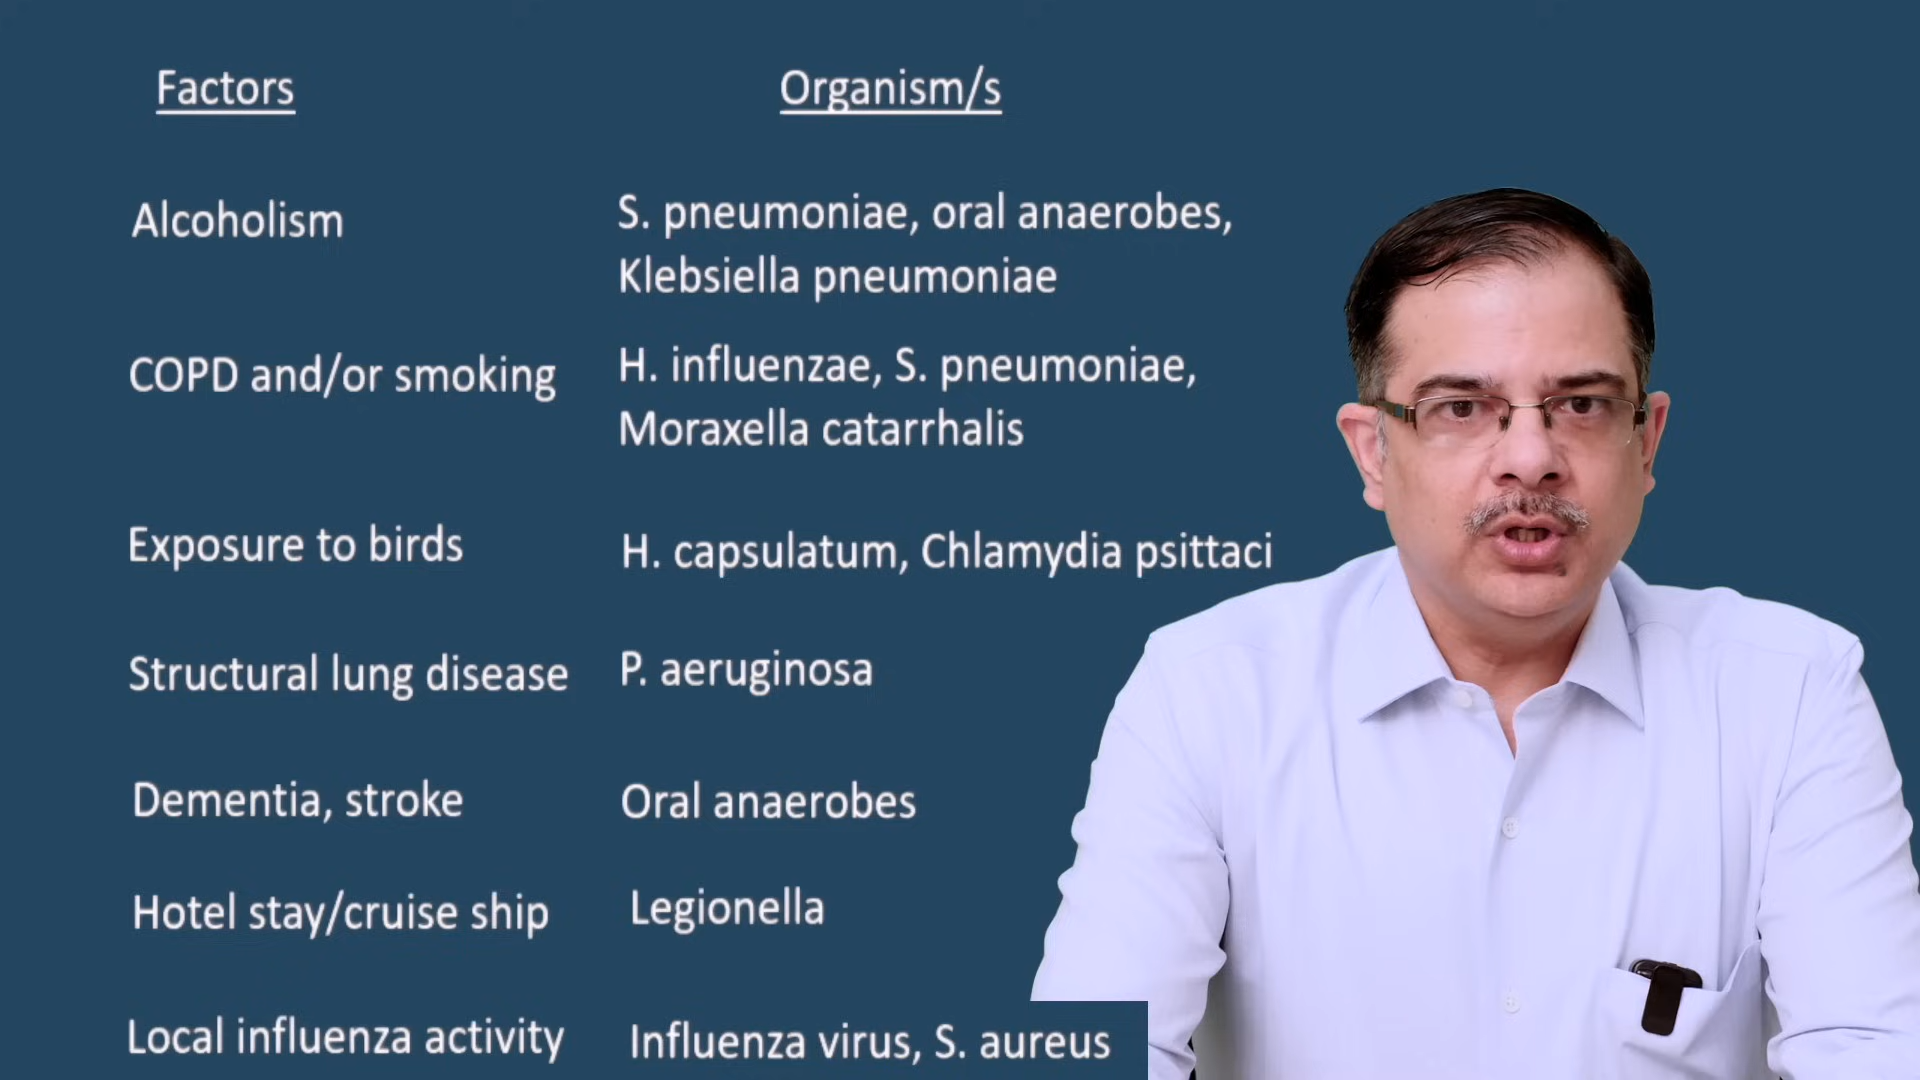 Factors Organism/s
Alcoholism S. pneumoniae, oral anaerobes,
Klebsiella pneumoniae
COPD and/or smoking H. influenzae, S. pneumoniae,
Moraxella catarrhalis
Exposure to birds H. capsulatum, Chlamydia psittaci
Structural lung disease P. aeruginosa
Dementia, stroke Oral anaerobes
Hotel stay/cruise ship Legionella
Local influenza activity Influenza virus, S. aureus